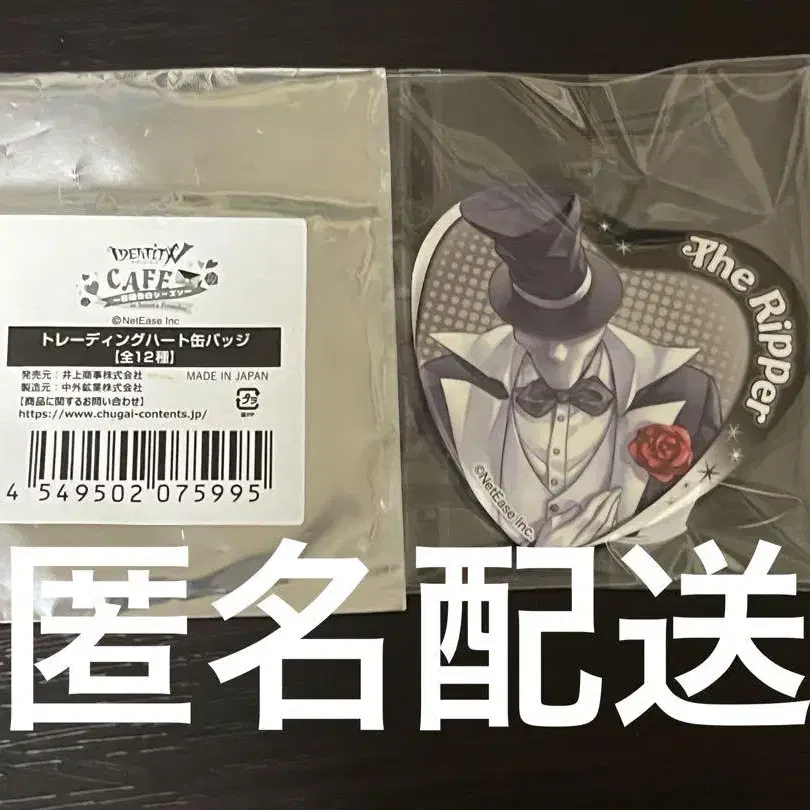 IDENTITY V
CAFE
©NetEase Inc
トレーディングハート缶バッジ
【全12種】
発売元：井上商事株式会社
MADE IN JAPAN
製造元：中外鉱業株式会社
【商品に関するお問い合わせ】
https://www.chugai-contents.jp/
プラ
4 549502 075995
The Ripper
©NetEase Inc.
匿名配送